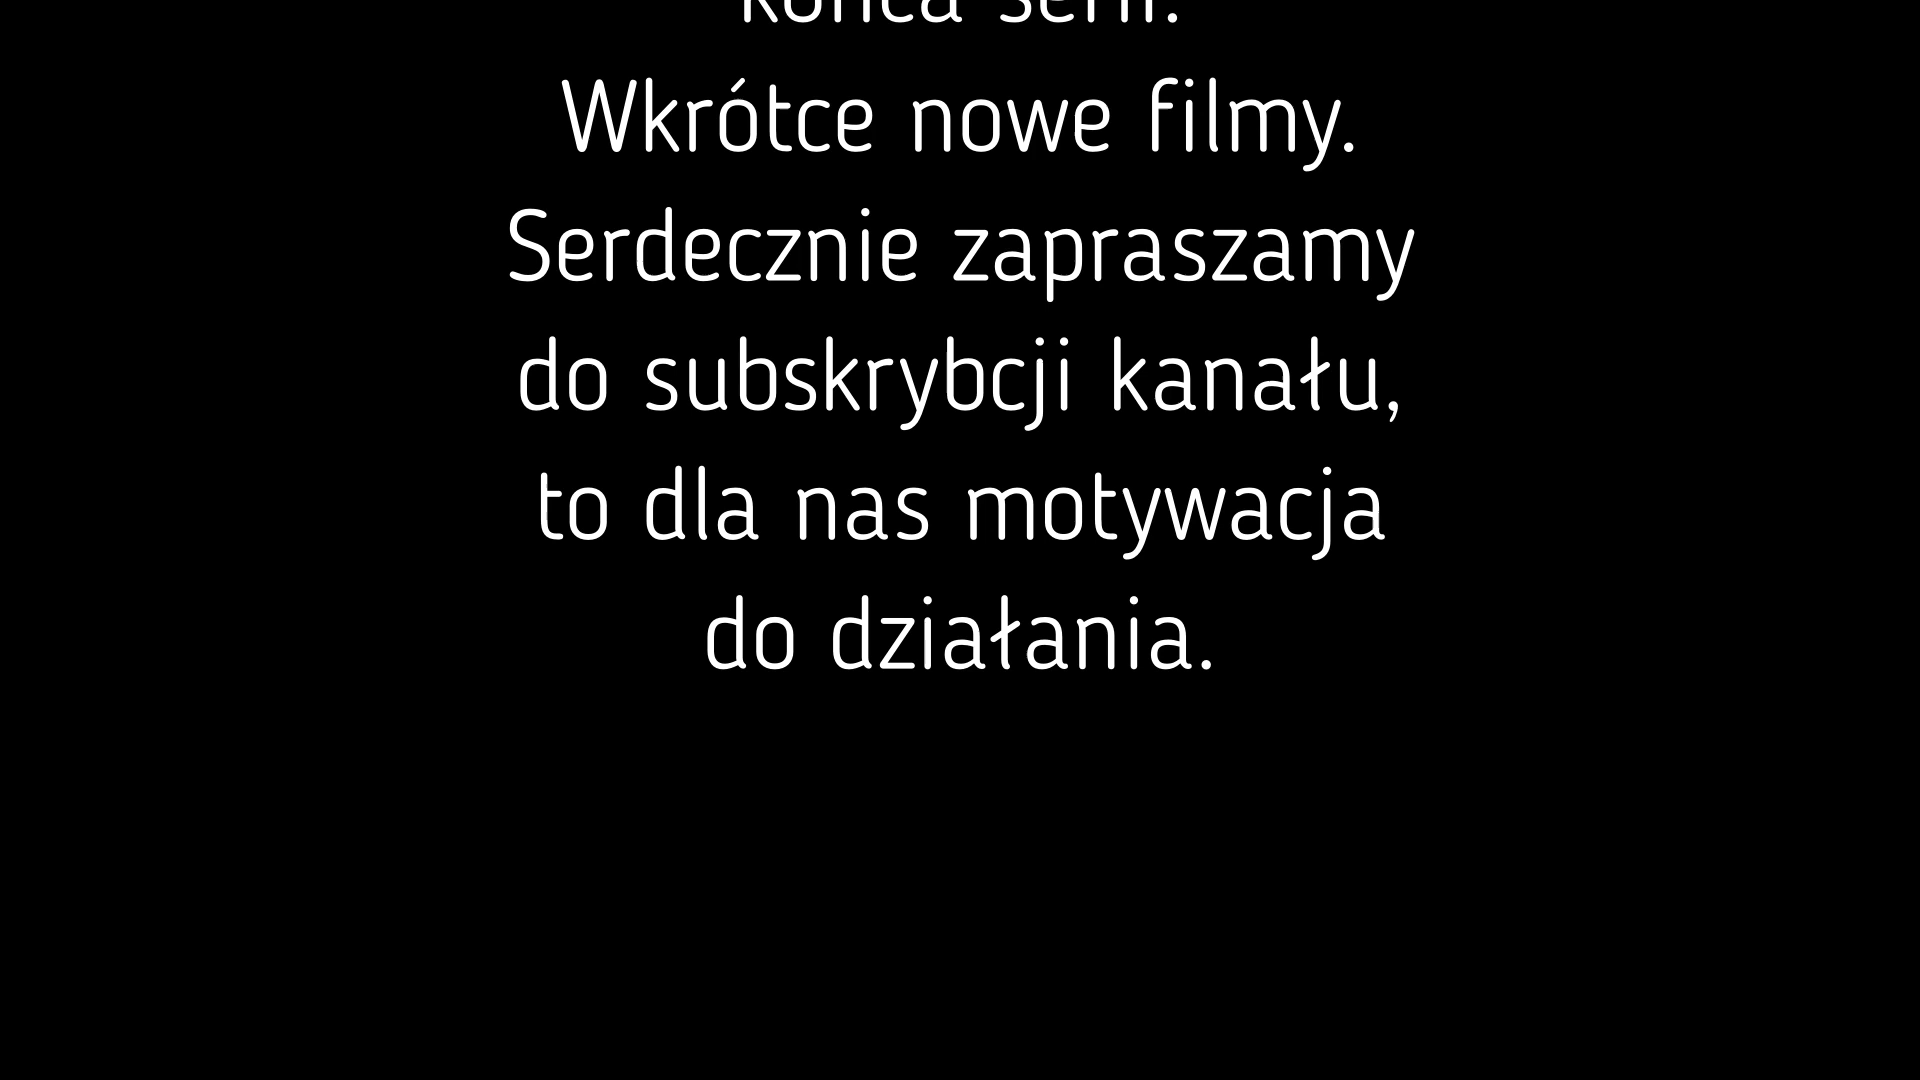 końca serii.
Wkrótce nowe filmy.
Serdecznie zapraszamy
do subskrybcji kanału,
to dla nas motywacja
do działania.